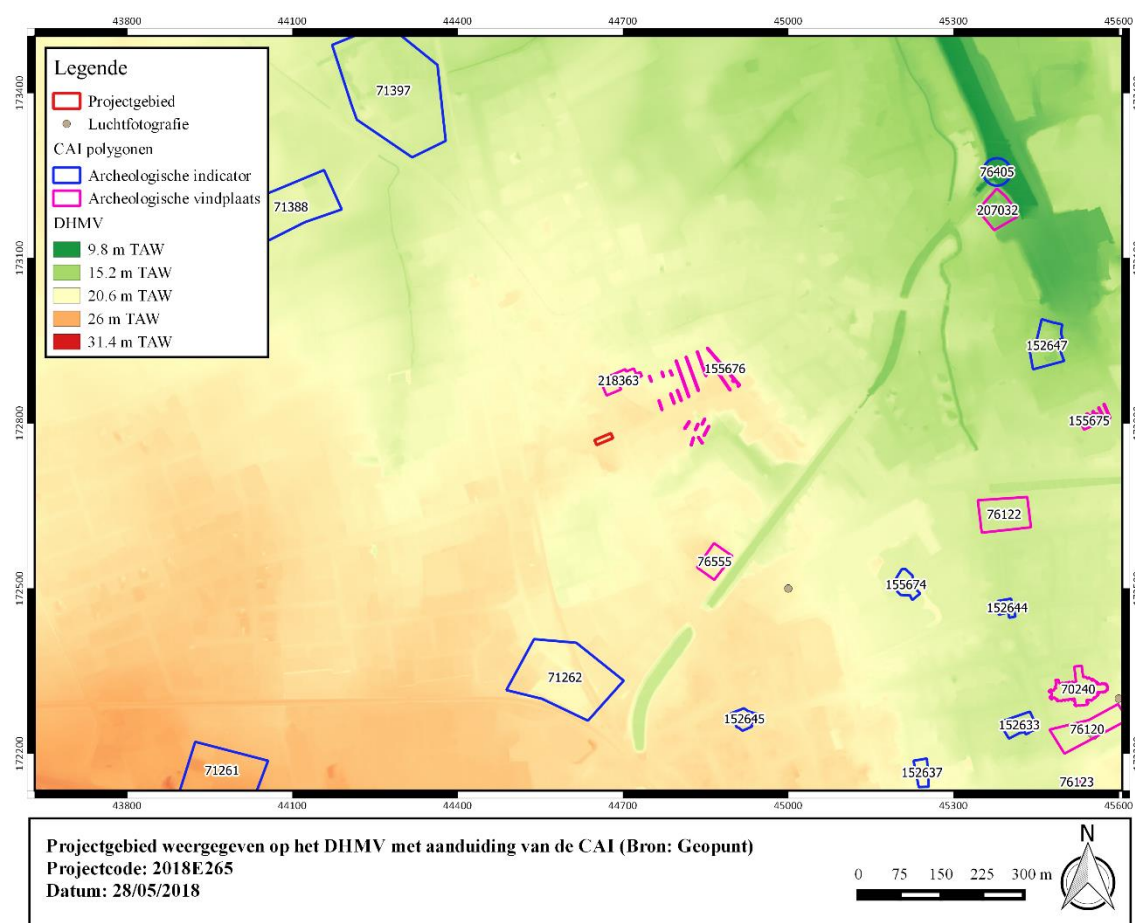 43800 44100 44400 44700 45000 45300 45600
Legende
Projectgebied
Luchtfotografie
CAI polygonen
Archeologische indicator
Archeologische vindplaats
DHMV
9.8 m TAW
15.2 m TAW
20.6 m TAW
26 m TAW
31.4 m TAW
173400
173100
172800
172500
172200
71397
76405
71388
207032
152647
218363
155676
155675
76122
76555
155674
152644
71262
70240
152645
152633
76120
71261
152637
76123
43800 44100 44400 44700 45000 45300 45600
Projectgebied weergegeven op het DHMV met aanduiding van de CAI (Bron: Geopunt)
Projectcode: 2018E265
Datum: 28/05/2018
0 75 150 225 300 m
N